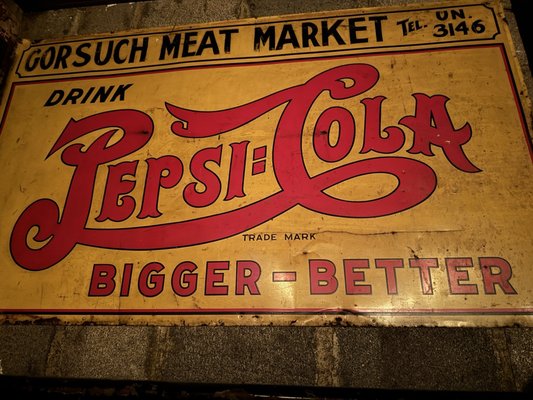 GORSUCH MEAT MARKET TEL. UN. 3146
DRINK
PEPSI=COLA
TRADE MARK
BIGGER-BETTER